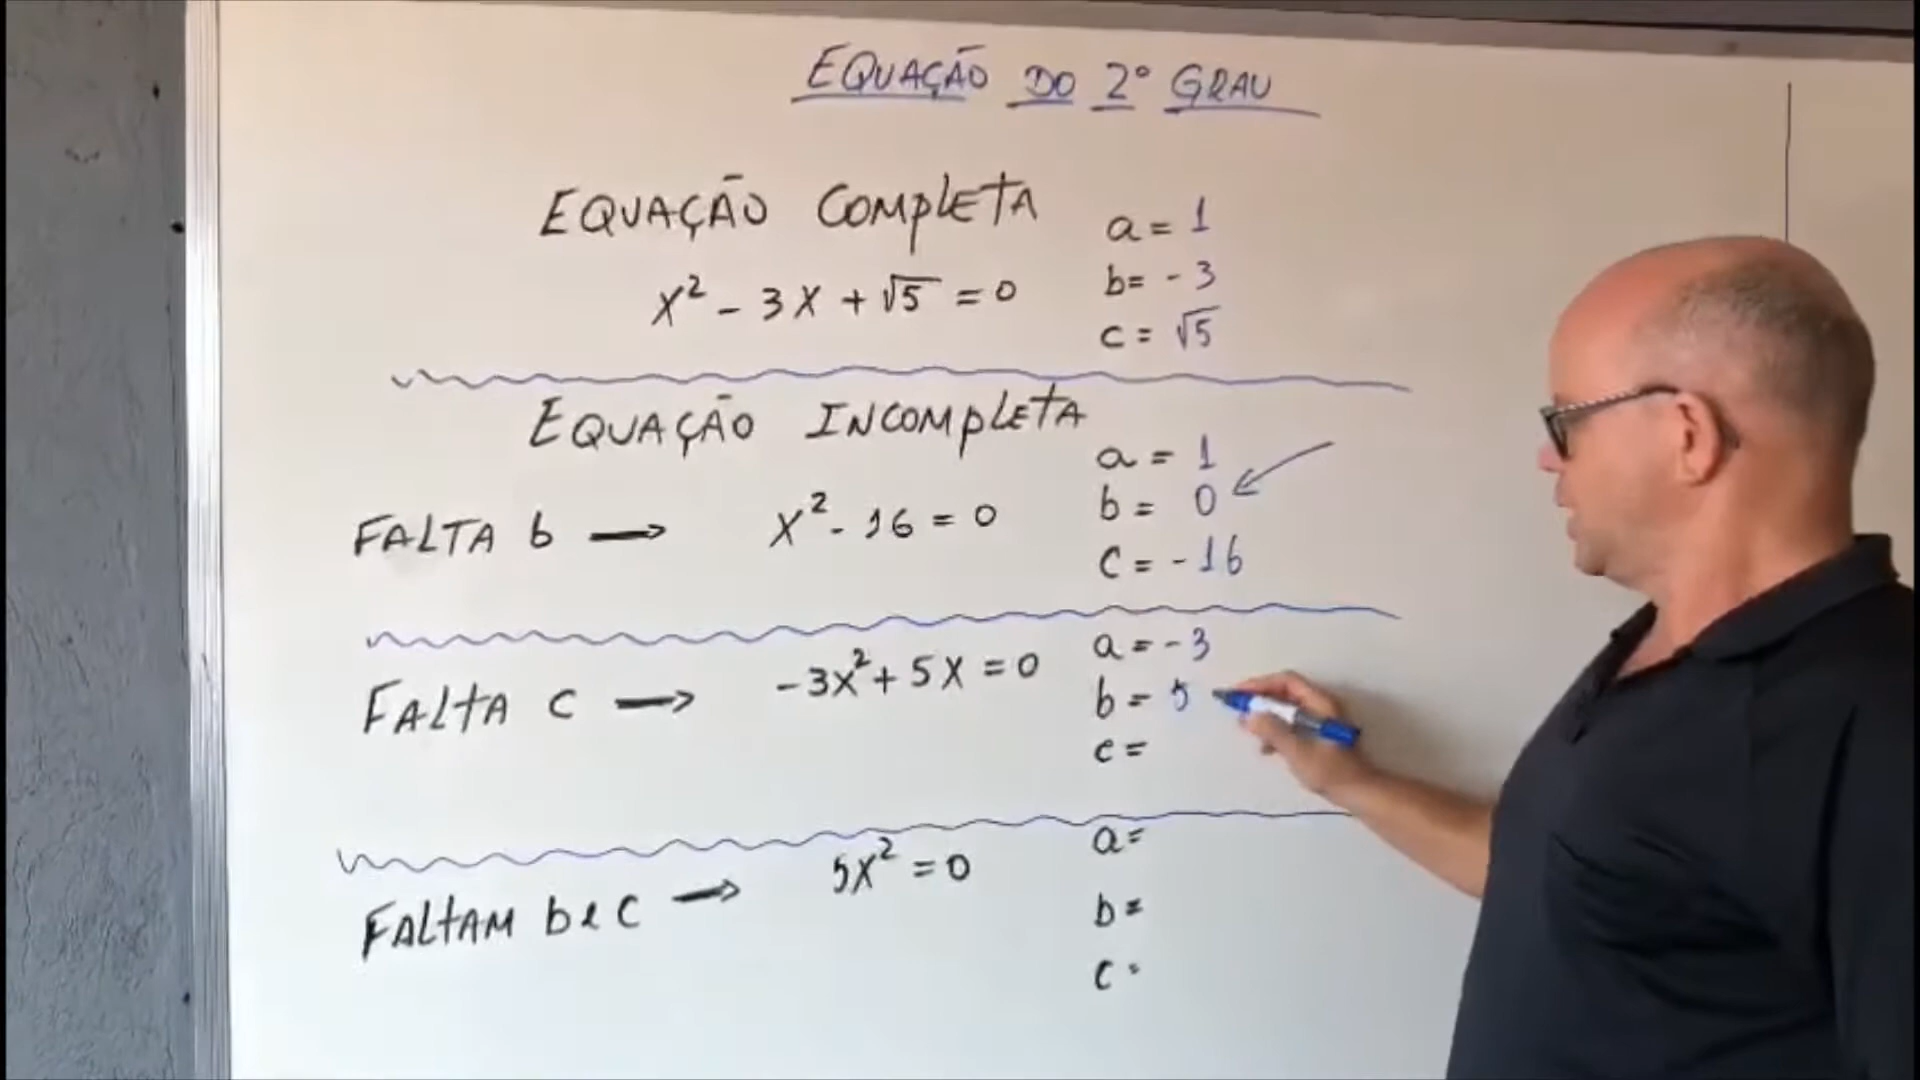 EQUAÇÃO DO 2º GRAU
EQUAÇÃO COMPLETA
x² - 3x + √5 = 0
a = 1
b = - 3
c = √5
EQUAÇÃO INCOMPLETA
FALTA b → x² - 16 = 0
a = 1
b = 0 ←
c = - 16
FALTA c → -3x² + 5x = 0
a = - 3
b = 5
c =
FALTAM b e c → 5x² = 0
a =
b =
c =